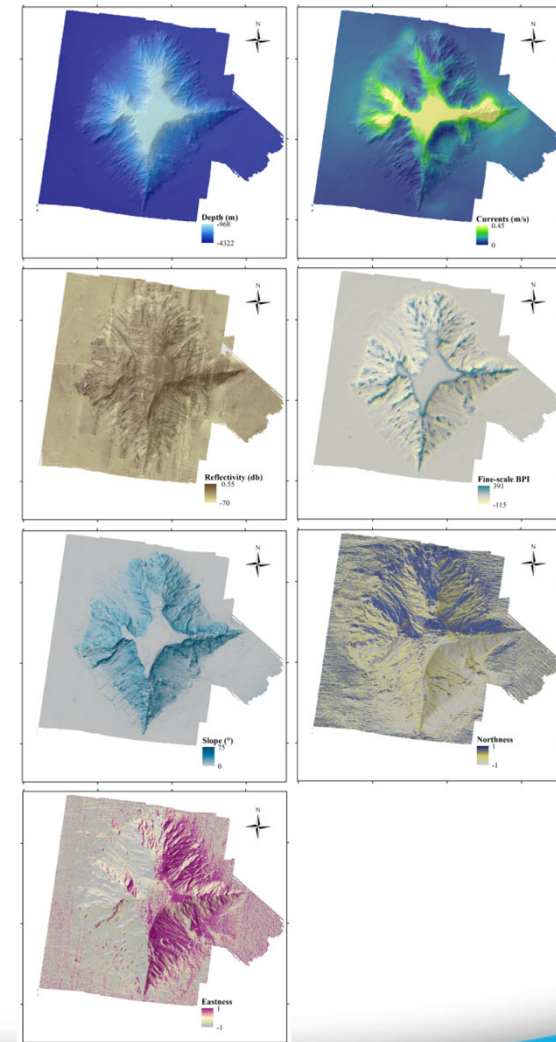 N
Depth (m)
-968
-4322
N
Currents (m/s)
0.45
0
N
Reflectivity (db)
0.55
-70
N
Fine-scale BPI
391
-115
N
Slope (°)
75
0
N
Northness
1
-1
N
Eastness
1
-1